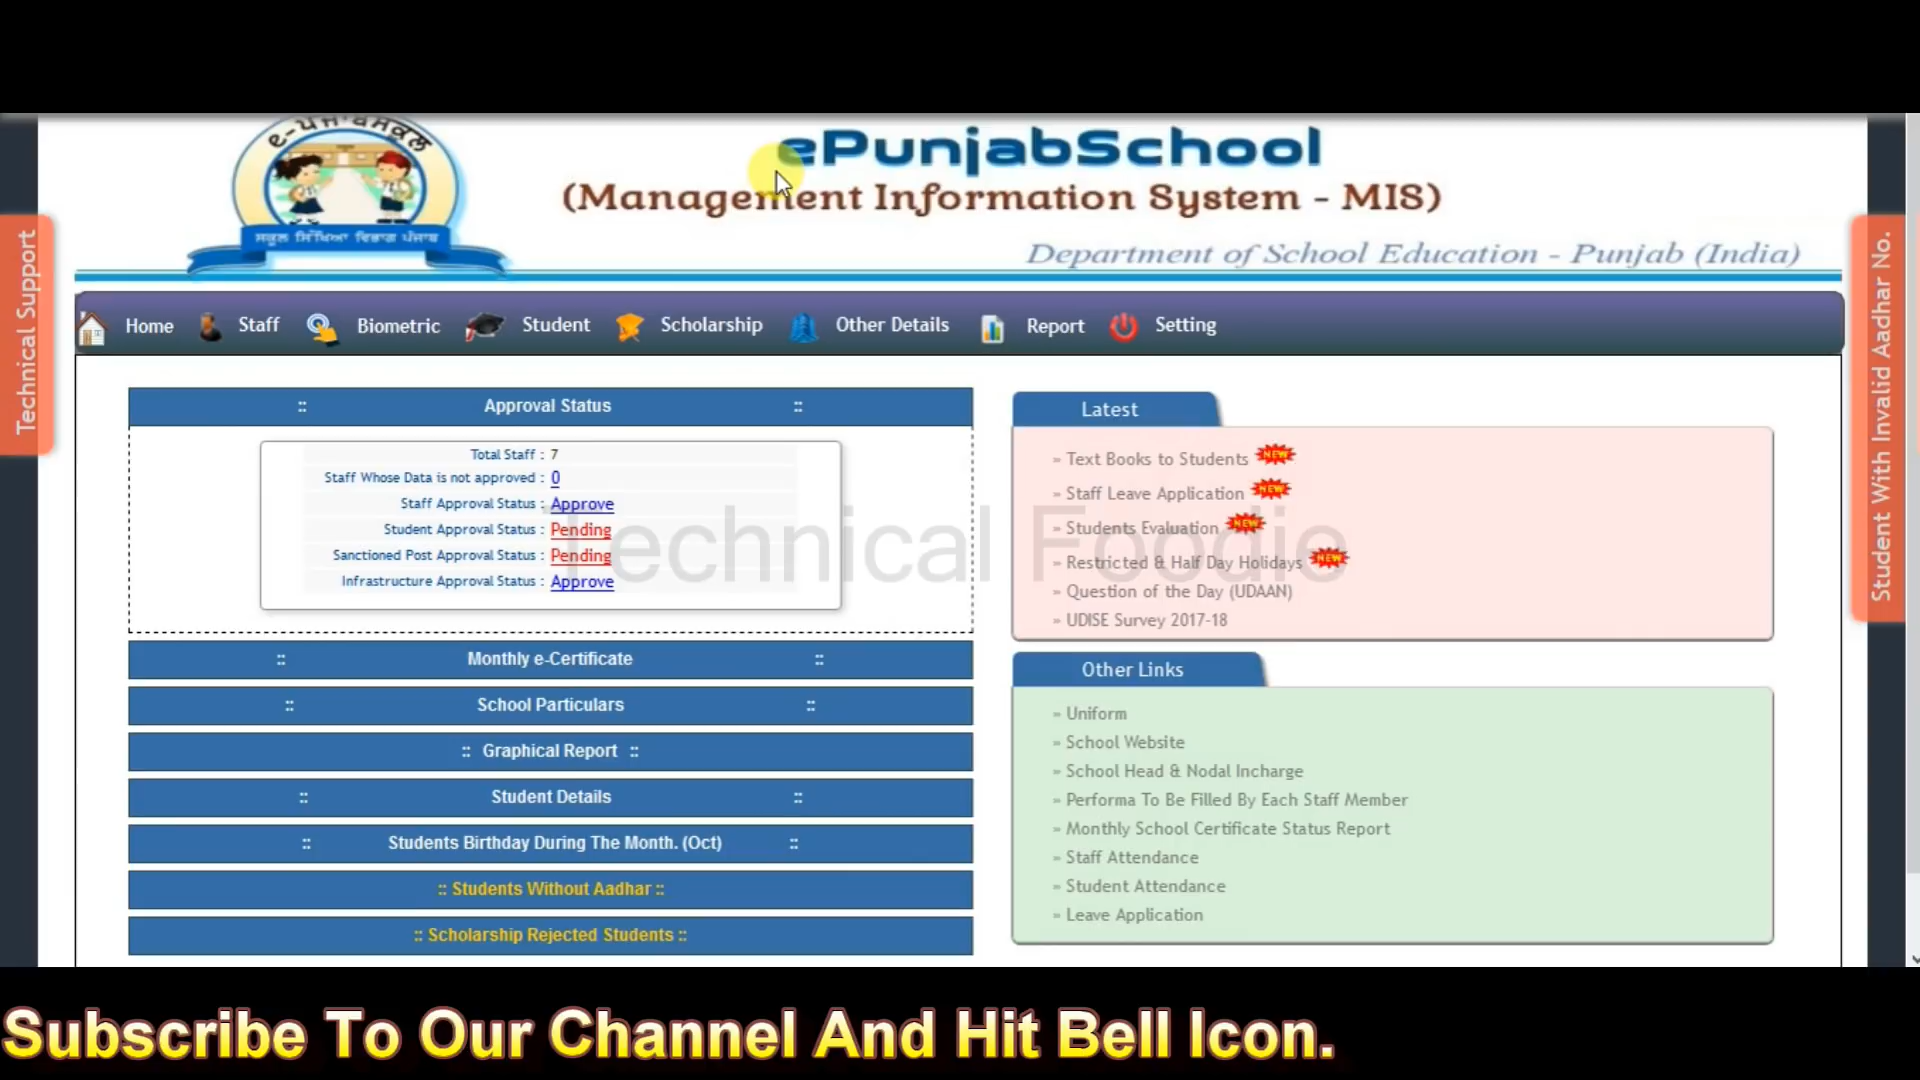 ਈ-ਪੰਜਾਬ ਸਕੂਲ
ਸਕੂਲ ਸਿੱਖਿਆ ਵਿਭਾਗ ਪੰਜਾਬ
ePunjabSchool
(Management Information System - MIS)
Department of School Education - Punjab (India)
Technical Support
Student With Invalid Aadhar No.
Home Staff Biometric Student Scholarship Other Details Report Setting
:: Approval Status ::
Total Staff : 7
Staff Whose Data is not approved : 0
Staff Approval Status : Approve
Student Approval Status : Pending
Sanctioned Post Approval Status : Pending
Infrastructure Approval Status : Approve
:: Monthly e-Certificate ::
:: School Particulars ::
:: Graphical Report ::
:: Student Details ::
:: Students Birthday During The Month. (Oct) ::
:: Students Without Aadhar ::
:: Scholarship Rejected Students ::
Latest
» Text Books to Students NEW
» Staff Leave Application NEW
» Students Evaluation NEW
» Restricted & Half Day Holidays NEW
» Question of the Day (UDAAN)
» UDISE Survey 2017-18
Other Links
» Uniform
» School Website
» School Head & Nodal Incharge
» Performa To Be Filled By Each Staff Member
» Monthly School Certificate Status Report
» Staff Attendance
» Student Attendance
» Leave Application
Technical Foodie
Subscribe To Our Channel And Hit Bell Icon.